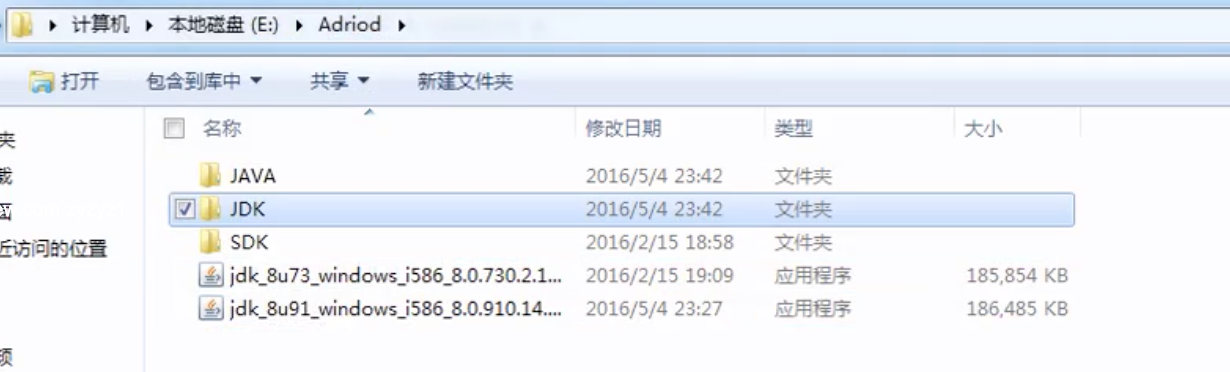 计算机 本地磁盘 (E:) Adriod
打开 包含到库中 共享 新建文件夹
名称 修改日期 类型 大小
夹
载
JAVA 2016/5/4 23:42 文件夹
JDK 2016/5/4 23:42 文件夹
近访问的位置
SDK 2016/2/15 18:58 文件夹
jdk_8u73_windows_i586_8.0.730.2.1... 2016/2/15 19:09 应用程序 185,854 KB
jdk_8u91_windows_i586_8.0.910.14.... 2016/5/4 23:27 应用程序 186,485 KB
频